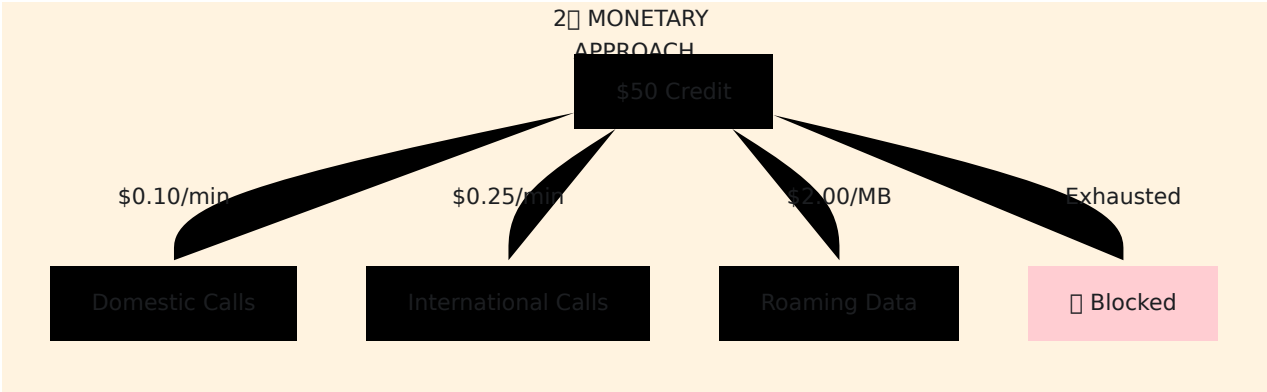 2▯ MONETARY
APPROACH
$50 Credit
$0.10/min
$0.25/min
$2.00/MB
Exhausted
Domestic Calls
International Calls
Roaming Data
▯ Blocked